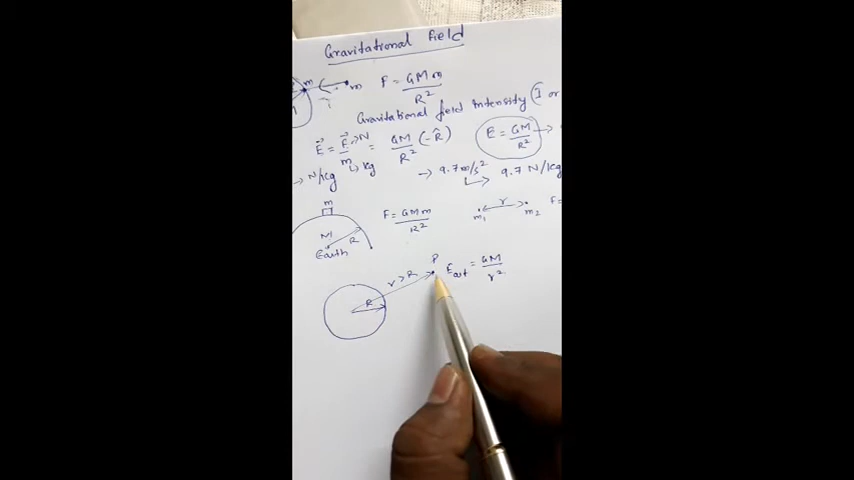 Gravitational Field
m m F = GMm/R²
Gravitational field Intensity (I or
E⃗ = F⃗/m → N ↳ kg = GM/R² (-R̂) E = GM/R² →
→ N/kg → 9.7 m/s² ↳ 9.7 N/kg
m
M R Earth F = GMm/R² m₁ r m₂ F =
P
R r > R E_out = GM/r²